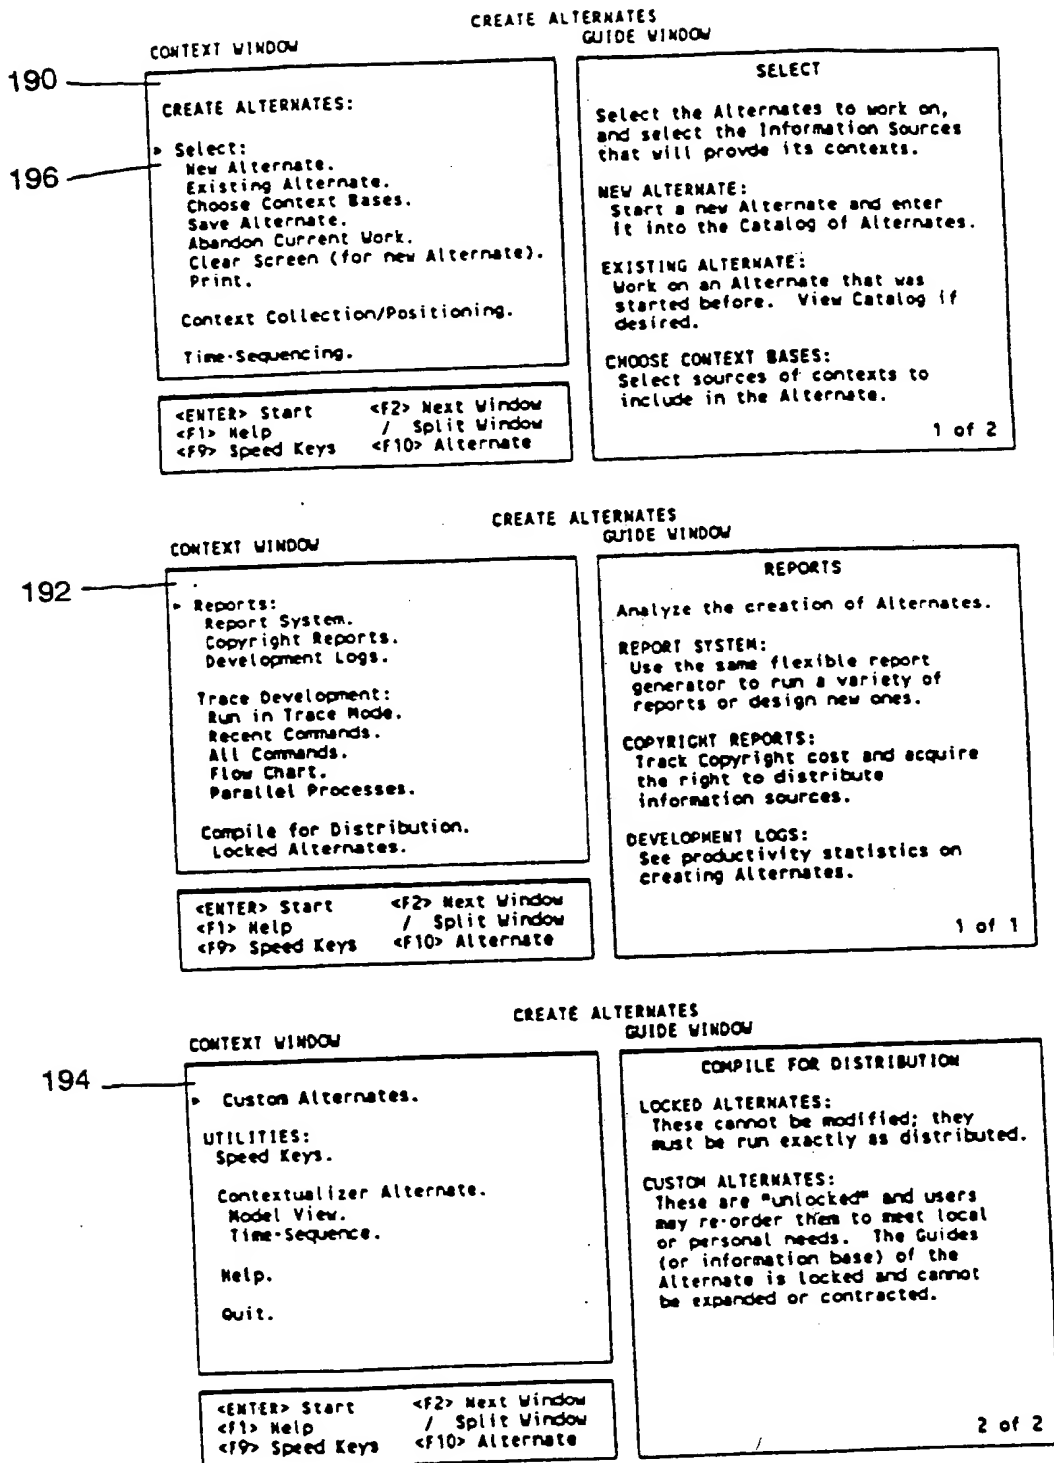 CREATE ALTERNATES
CONTEXT WINDOW
GUIDE WINDOW
190
CREATE ALTERNATES:
▸ Select:
196
New Alternate.
Existing Alternate.
Choose Context Bases.
Save Alternate.
Abandon Current Work.
Clear Screen (for new Alternate).
Print.
Context Collection/Positioning.
Time-Sequencing.
<ENTER> Start <F2> Next Window
<F1> Help / Split Window
<F9> Speed Keys <F10> Alternate
SELECT
Select the Alternates to work on,
and select the Information Sources
that will provde its contexts.
NEW ALTERNATE:
Start a new Alternate and enter
it into the Catalog of Alternates.
EXISTING ALTERNATE:
Work on an Alternate that was
started before. View Catalog if
desired.
CHOOSE CONTEXT BASES:
Select sources of contexts to
include in the Alternate.
1 of 2
CREATE ALTERNATES
CONTEXT WINDOW
GUIDE WINDOW
192
▸ Reports:
Report System.
Copyright Reports.
Development Logs.
Trace Development:
Run in Trace Mode.
Recent Commands.
All Commands.
Flow Chart.
Parallel Processes.
Compile for Distribution.
Locked Alternates.
<ENTER> Start <F2> Next Window
<F1> Help / Split Window
<F9> Speed Keys <F10> Alternate
REPORTS
Analyze the creation of Alternates.
REPORT SYSTEM:
Use the same flexible report
generator to run a variety of
reports or design new ones.
COPYRIGHT REPORTS:
Track Copyright cost and acquire
the right to distribute
information sources.
DEVELOPMENT LOGS:
See productivity statistics on
creating Alternates.
1 of 1
CREATE ALTERNATES
CONTEXT WINDOW
GUIDE WINDOW
194
▸ Custom Alternates.
UTILITIES:
Speed Keys.
Contextualizer Alternate.
Model View.
Time-Sequence.
Help.
Quit.
<ENTER> Start <F2> Next Window
<F1> Help / Split Window
<F9> Speed Keys <F10> Alternate
COMPILE FOR DISTRIBUTION
LOCKED ALTERNATES:
These cannot be modified; they
must be run exactly as distributed.
CUSTOM ALTERNATES:
These are "unlocked" and users
may re-order them to meet local
or personal needs. The Guides
(or information base) of the
Alternate is locked and cannot
be expanded or contracted.
2 of 2